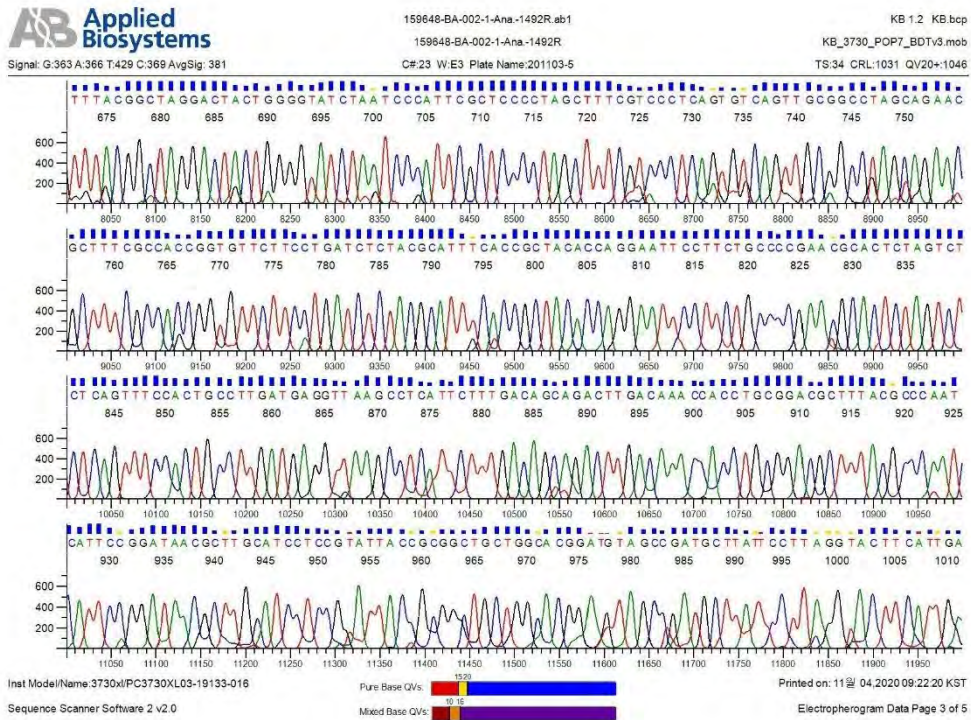 AB Applied Biosystems
159648-BA-002-1-Ana.-1492R.ab1
KB 1.2 KB.bcp
159648-BA-002-1-Ana.-1492R
KB_3730_POP7_BDTv3.mob
Signal: G:363 A:366 T:429 C:369 AvgSig: 381
C#:23 W:E3 Plate Name:201103-5
TS:34 CRL:1031 QV20+:1046
TTTACGGCTAGGACTACTGGGGTATCTAATCCCATTCGCTCCCCTAGCTTTCGTCCCTCAGTGTCAGTTGCGGCCTAGCAGAAC
675 680 685 690 695 700 705 710 715 720 725 730 735 740 745 750
600
400
200
8050 8100 8150 8200 8250 8300 8350 8400 8450 8500 8550 8600 8650 8700 8750 8800 8850 8900 8950
GCTTTCGCCACCGGTGTTCTTCCTGATCTCTACGCATTTCACCGCTACACCAGGAATTCCTTCTGCCCCGAACGCACTCTAGTCT
760 765 770 775 780 785 790 795 800 805 810 815 820 825 830 835
600
400
200
9050 9100 9150 9200 9250 9300 9350 9400 9450 9500 9550 9600 9650 9700 9750 9800 9850 9900 9950
CTCAGTTTCCACTGCCTTGATGAGGTTAAGCCTCATTCTTTGACAGCAGACTTGACAAACCACCTGCGGACGCTTTACGCCCAAT
845 850 855 860 865 870 875 880 885 890 895 900 905 910 915 920 925
600
400
200
10050 10100 10150 10200 10250 10300 10350 10400 10450 10500 10550 10600 10650 10700 10750 10800 10850 10900 10950
CATTCCGGATAACGCTTGCATCCTCCGTATTACCGCGGCTGCTGGCACGGATGTAGCCGATGCTTATTCCTTAGGTACTTCATTGA
930 935 940 945 950 955 960 965 970 975 980 985 990 995 1000 1005 1010
600
400
200
11050 11100 11150 11200 11250 11300 11350 11400 11450 11500 11550 11600 11650 11700 11750 11800 11850 11900 11950
Inst Model/Name:3730xl/PC3730XL03-19133-016
Pure Base QVs:
1520
Printed on: 11월 04,2020 09:22:20 KST
Sequence Scanner Software 2 v2.0
Mixed Base QVs:
10 16
Electropherogram Data Page 3 of 5